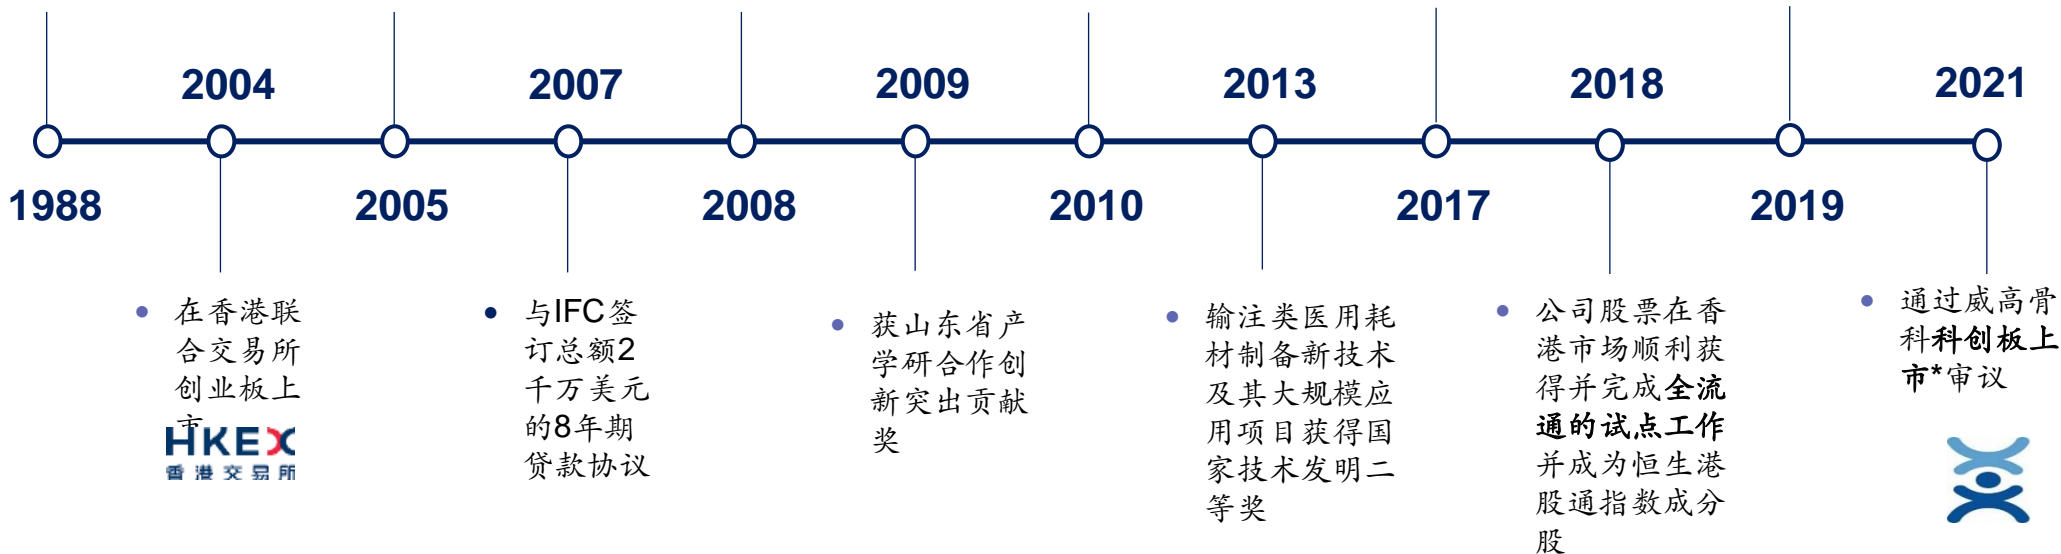 2004
2007
2009
2013
2018
2021
1988
2005
2008
2010
2017
2019
在香港联
合交易所
创业板上
市
HKEX
香港交易所
与IFC签
订总额2
千万美元
的8年期
贷款协议
获山东省产
学研合作创
新突出贡献
奖
输注类医用耗
材制备新技术
及其大规模应
用项目获得国
家技术发明二
等奖
公司股票在香
港市场顺利获
得并完成全流
通的试点工作
并成为恒生港
股通指数成分
股
通过威高骨
科科创板上
市*审议